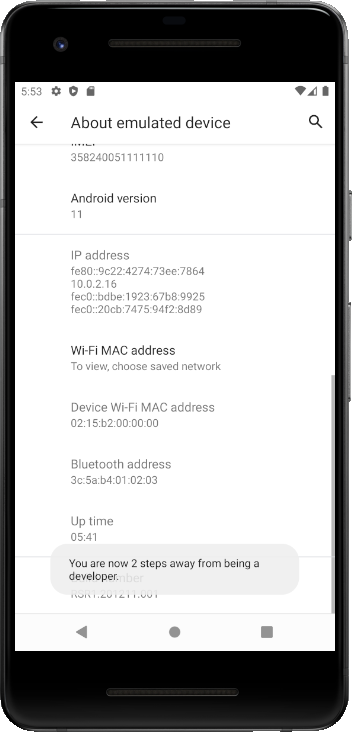 5:53
About emulated device
IMEI
358240051111110
Android version
11
IP address
fe80::9c22:4274:73ee:7864
10.0.2.16
fec0::bdbe:1923:67b8:9925
fec0::20cb:7475:94f2:8d89
Wi-Fi MAC address
To view, choose saved network
Device Wi-Fi MAC address
02:15:b2:00:00:00
Bluetooth address
3c:5a:b4:01:02:03
Up time
05:41
You are now 2 steps away from being a
developer.
number